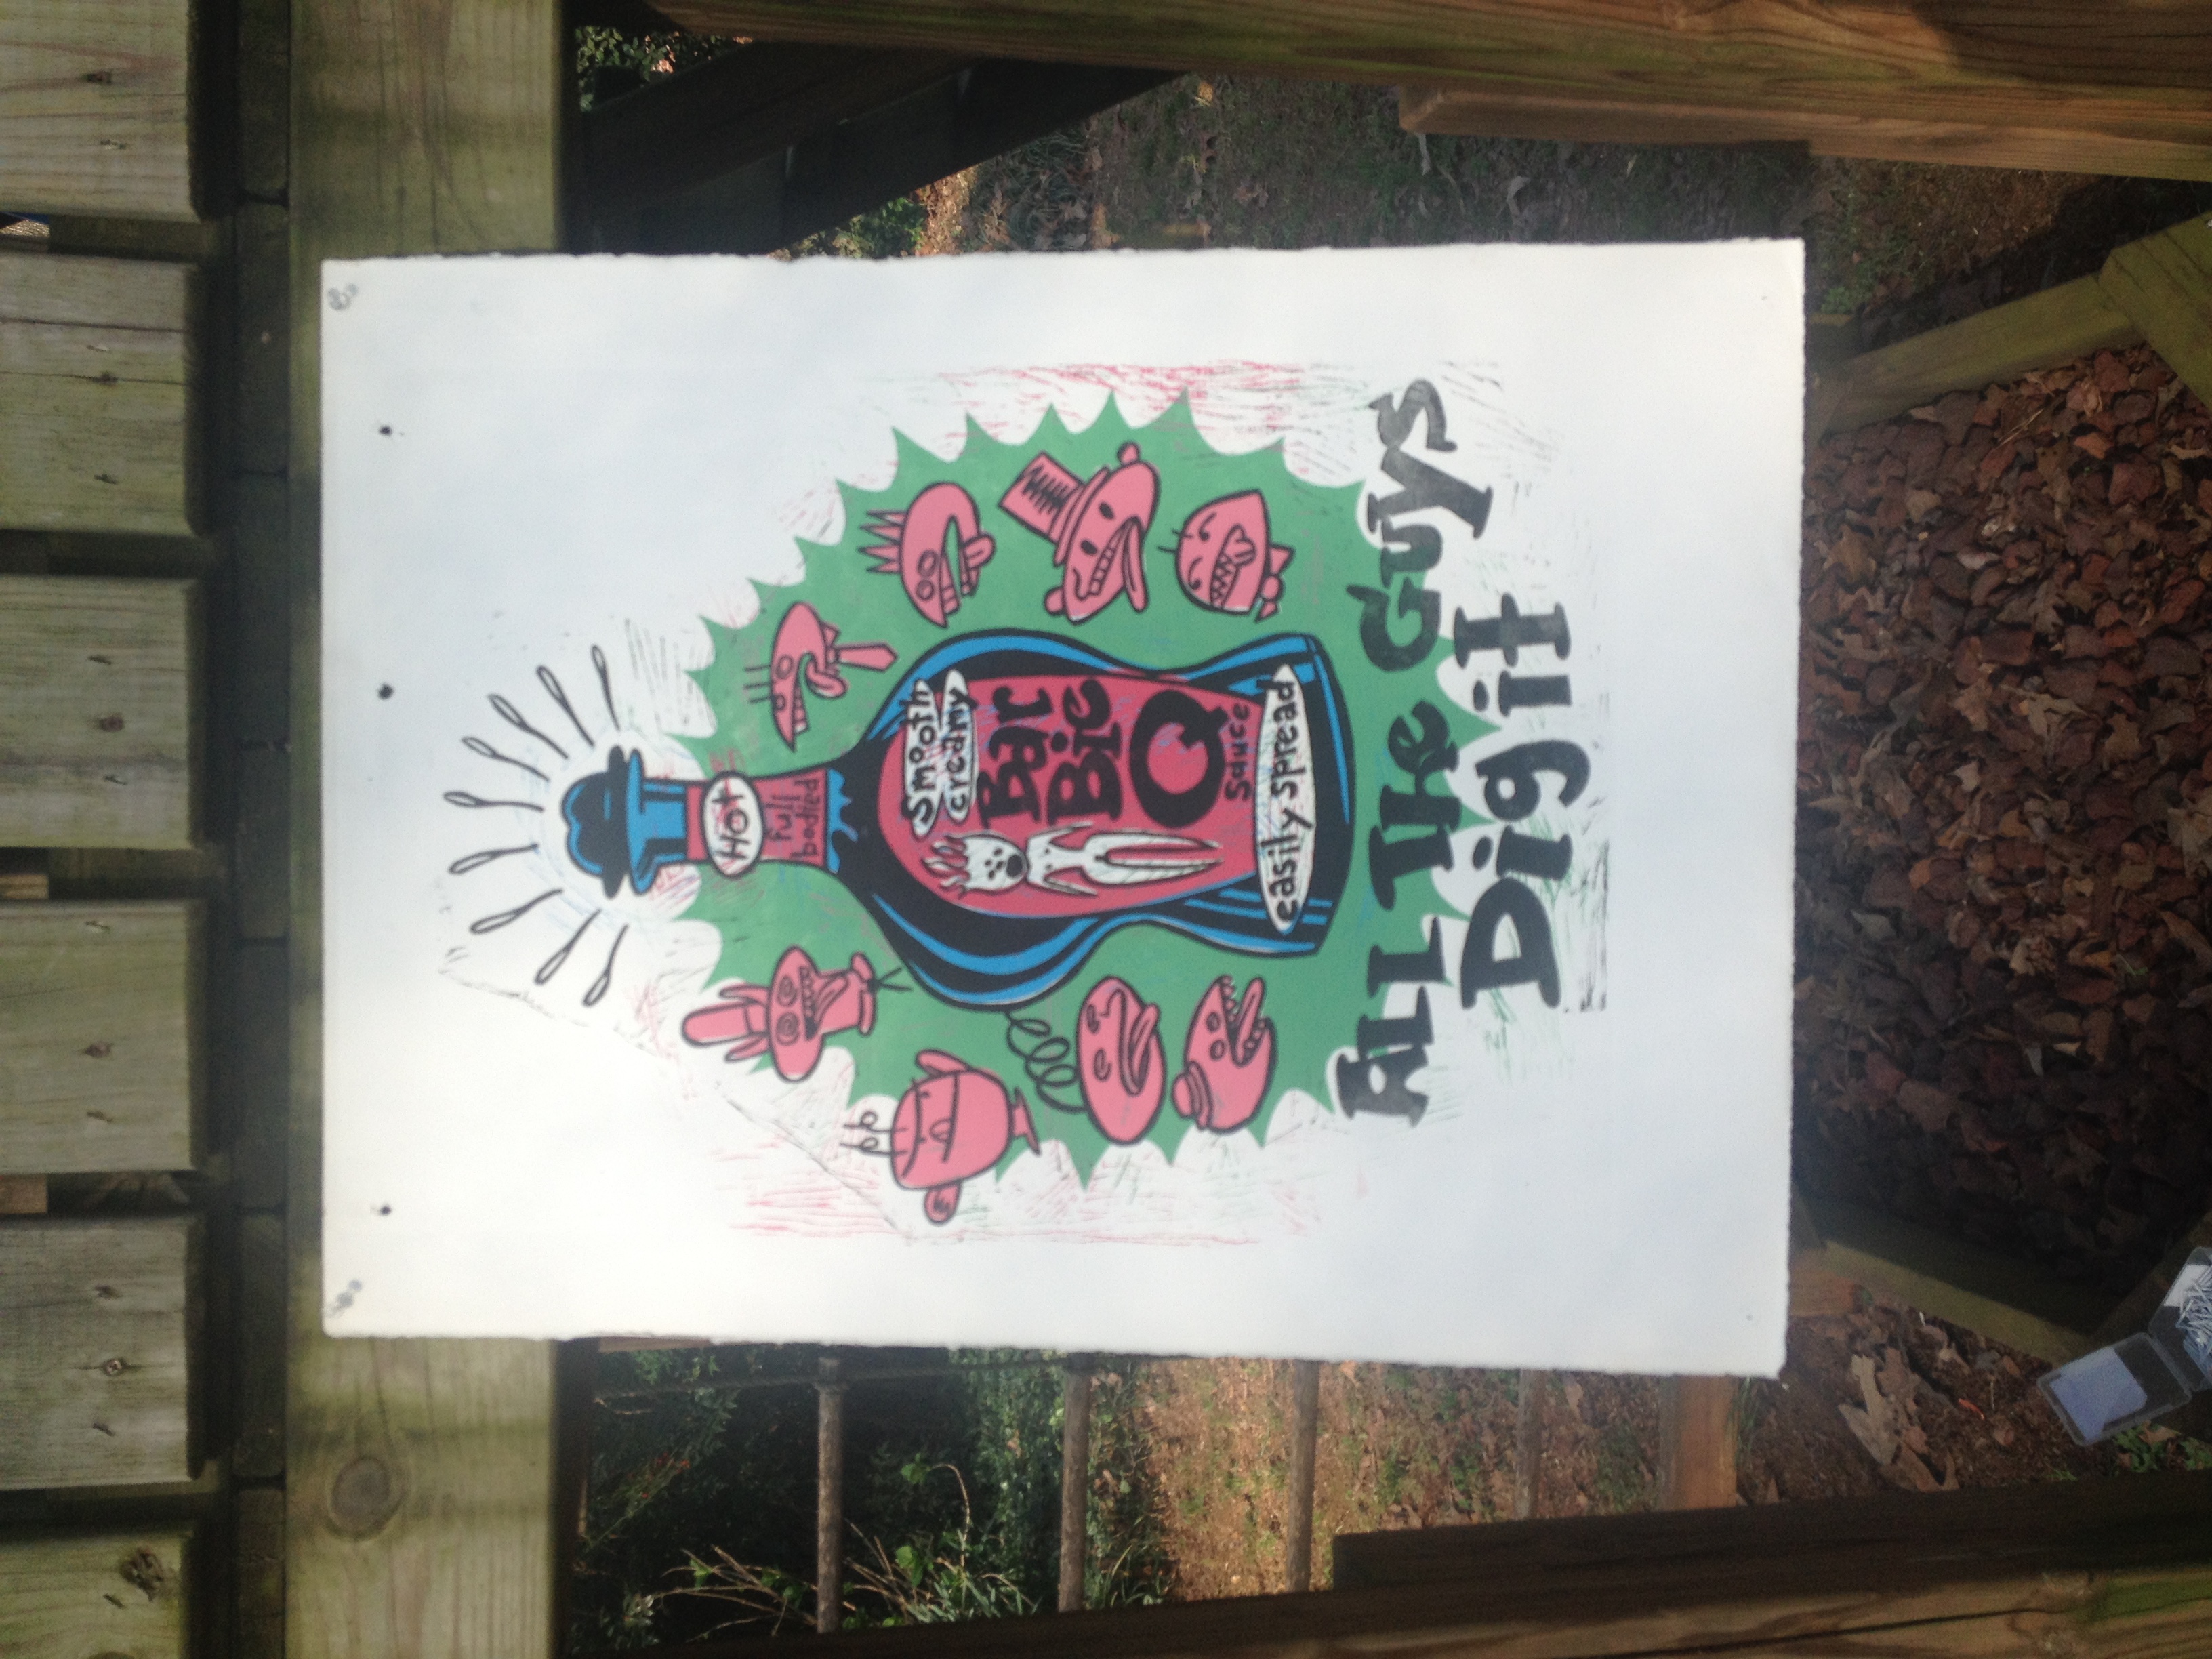 Hot
full
bodied
Smooth
creamy
Bar
Bie
Q
sauce
easily spread
All The Guys
Dig it